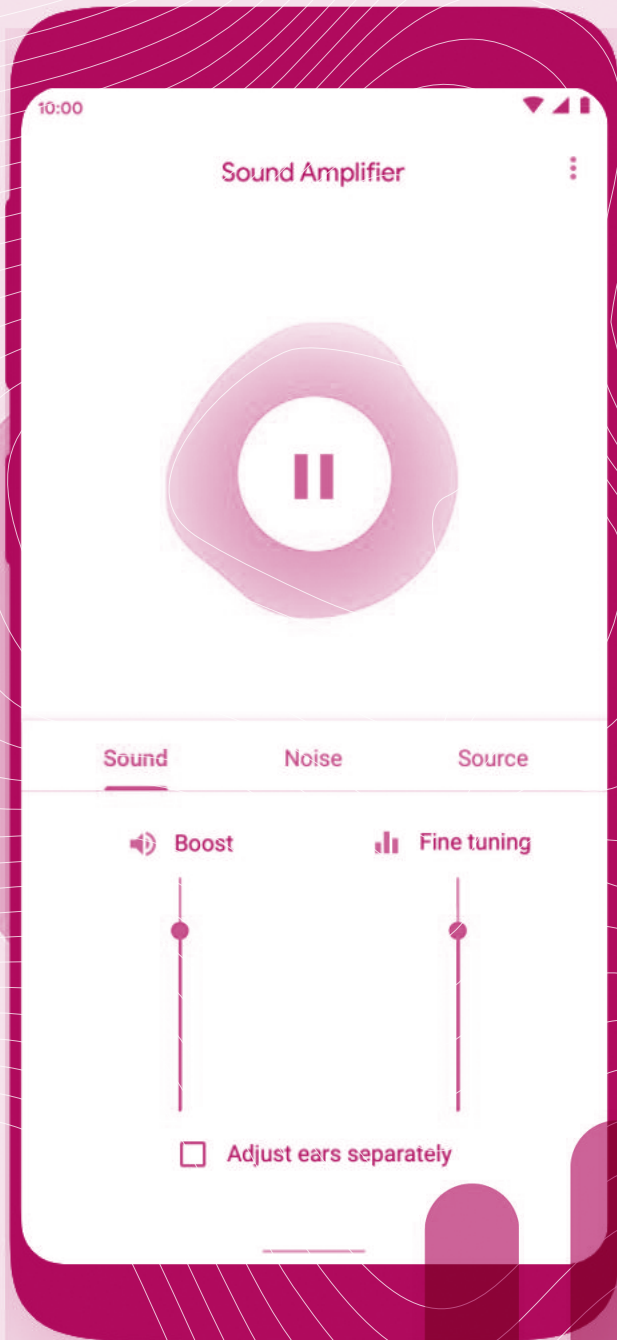 10:00
Sound Amplifier
Sound Noise Source
Boost Fine tuning
Adjust ears separately